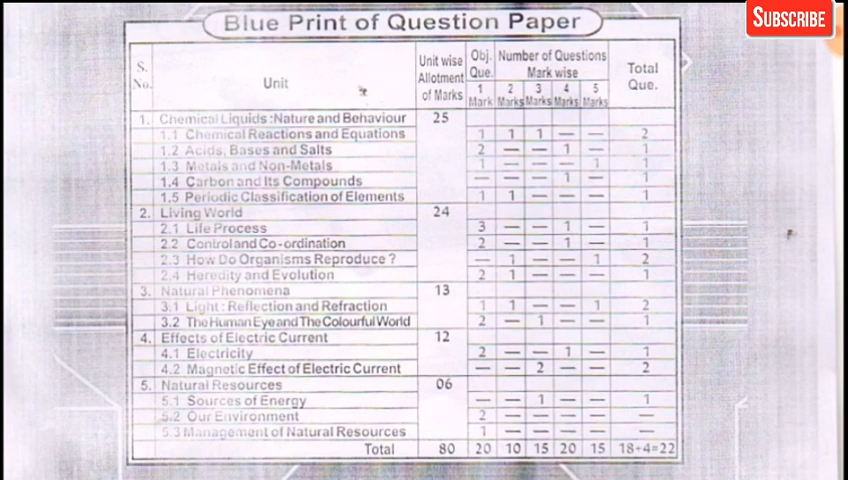 SUBSCRIBE
Blue Print of Question Paper
S. No. Unit Unit wise Allotment of Marks Obj. Que. Number of Questions Mark wise Total Que.
1 Mark 2 Marks 3 Marks 4 Marks 5 Marks
1. Chemical Liquids :Nature and Behaviour 25
1.1 Chemical Reactions and Equations 1 1 1 — — 2
1.2 Acids, Bases and Salts 2 — — 1 — 1
1.3 Metals and Non-Metals 1 — — — 1 1
1.4 Carbon and Its Compounds — — — 1 — 1
1.5 Periodic Classification of Elements 1 1 — — — 1
2. Living World 24
2.1 Life Process 3 — — 1 — 1
2.2 Control and Co-ordination 2 — — 1 — 1
2.3 How Do Organisms Reproduce ? — 1 — — 1 2
2.4 Heredity and Evolution 2 1 — — — 1
3. Natural Phenomena 13
3.1 Light : Reflection and Refraction 1 1 — — 1 2
3.2 The Human Eye and The Colourful World 2 — 1 — — 1
4. Effects of Electric Current 12
4.1 Electricity 2 — — 1 — 1
4.2 Magnetic Effect of Electric Current — — 2 — — 2
5. Natural Resources 06
5.1 Sources of Energy — — 1 — — 1
5.2 Our Environment 2 — — — — —
5.3 Management of Natural Resources 1 — — — — —
Total 80 20 10 15 20 15 18+4=22